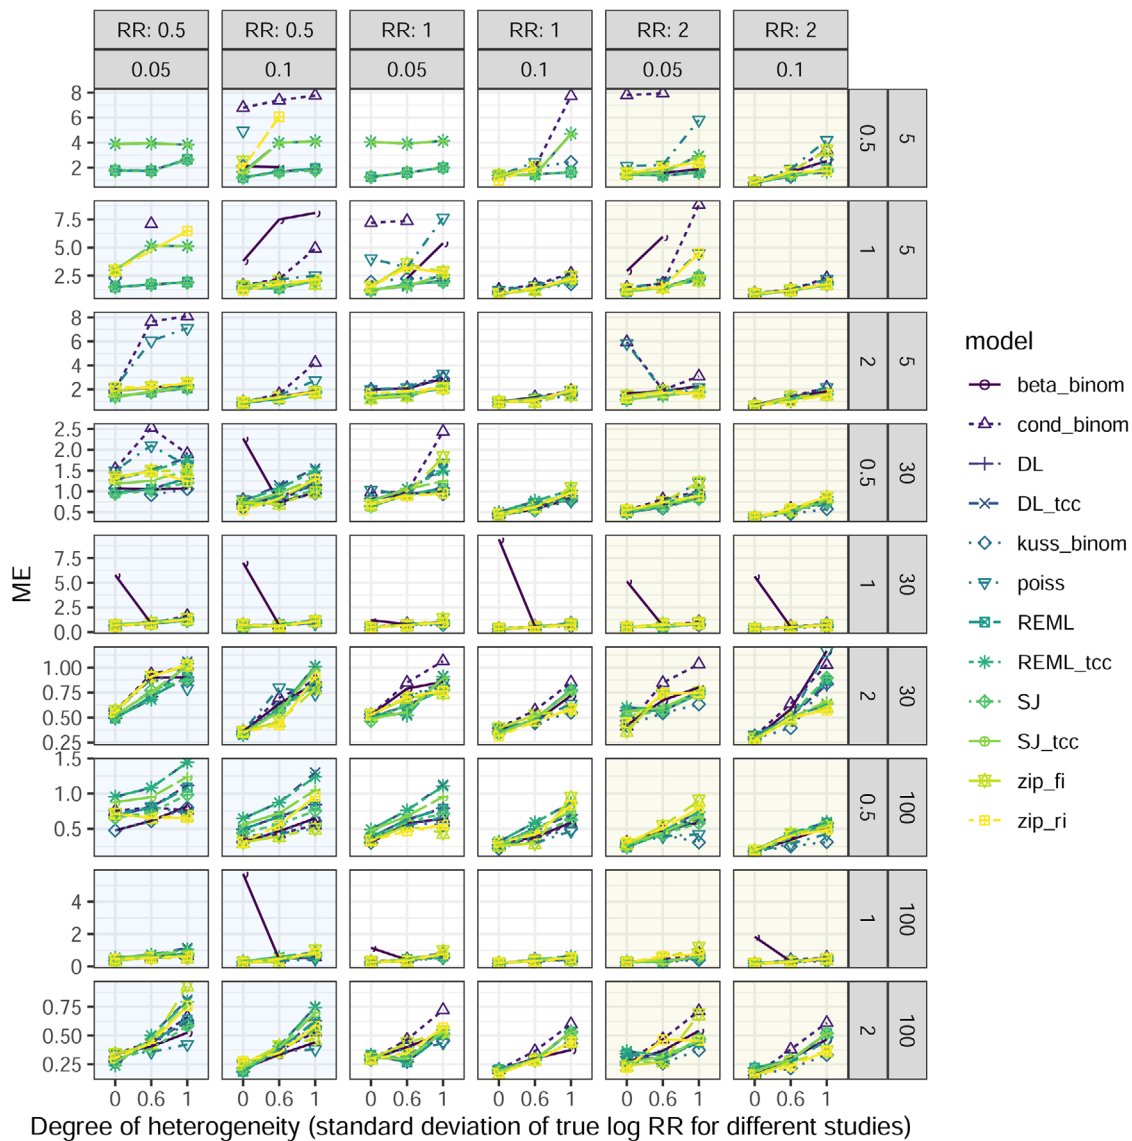 RR: 0.5 RR: 0.5 RR: 1 RR: 1 RR: 2 RR: 2
0.05 0.1 0.05 0.1 0.05 0.1
8
6
4
2
0.5 5
7.5
5.0
2.5
1 5
8
6
4
2
2 5
2.5
2.0
1.5
1.0
0.5
0.5 30
7.5
5.0
2.5
0.0
1 30
1.00
0.75
0.50
0.25
2 30
1.5
1.0
0.5
0.5 100
4
2
0
1 100
0.75
0.50
0.25
2 100
0 0.6 1 0 0.6 1 0 0.6 1 0 0.6 1 0 0.6 1 0 0.6 1
ME
Degree of heterogeneity (standard deviation of true log RR for different studies)
model
beta_binom
cond_binom
DL
DL_tcc
kuss_binom
poiss
REML
REML_tcc
SJ
SJ_tcc
zip_fi
zip_ri